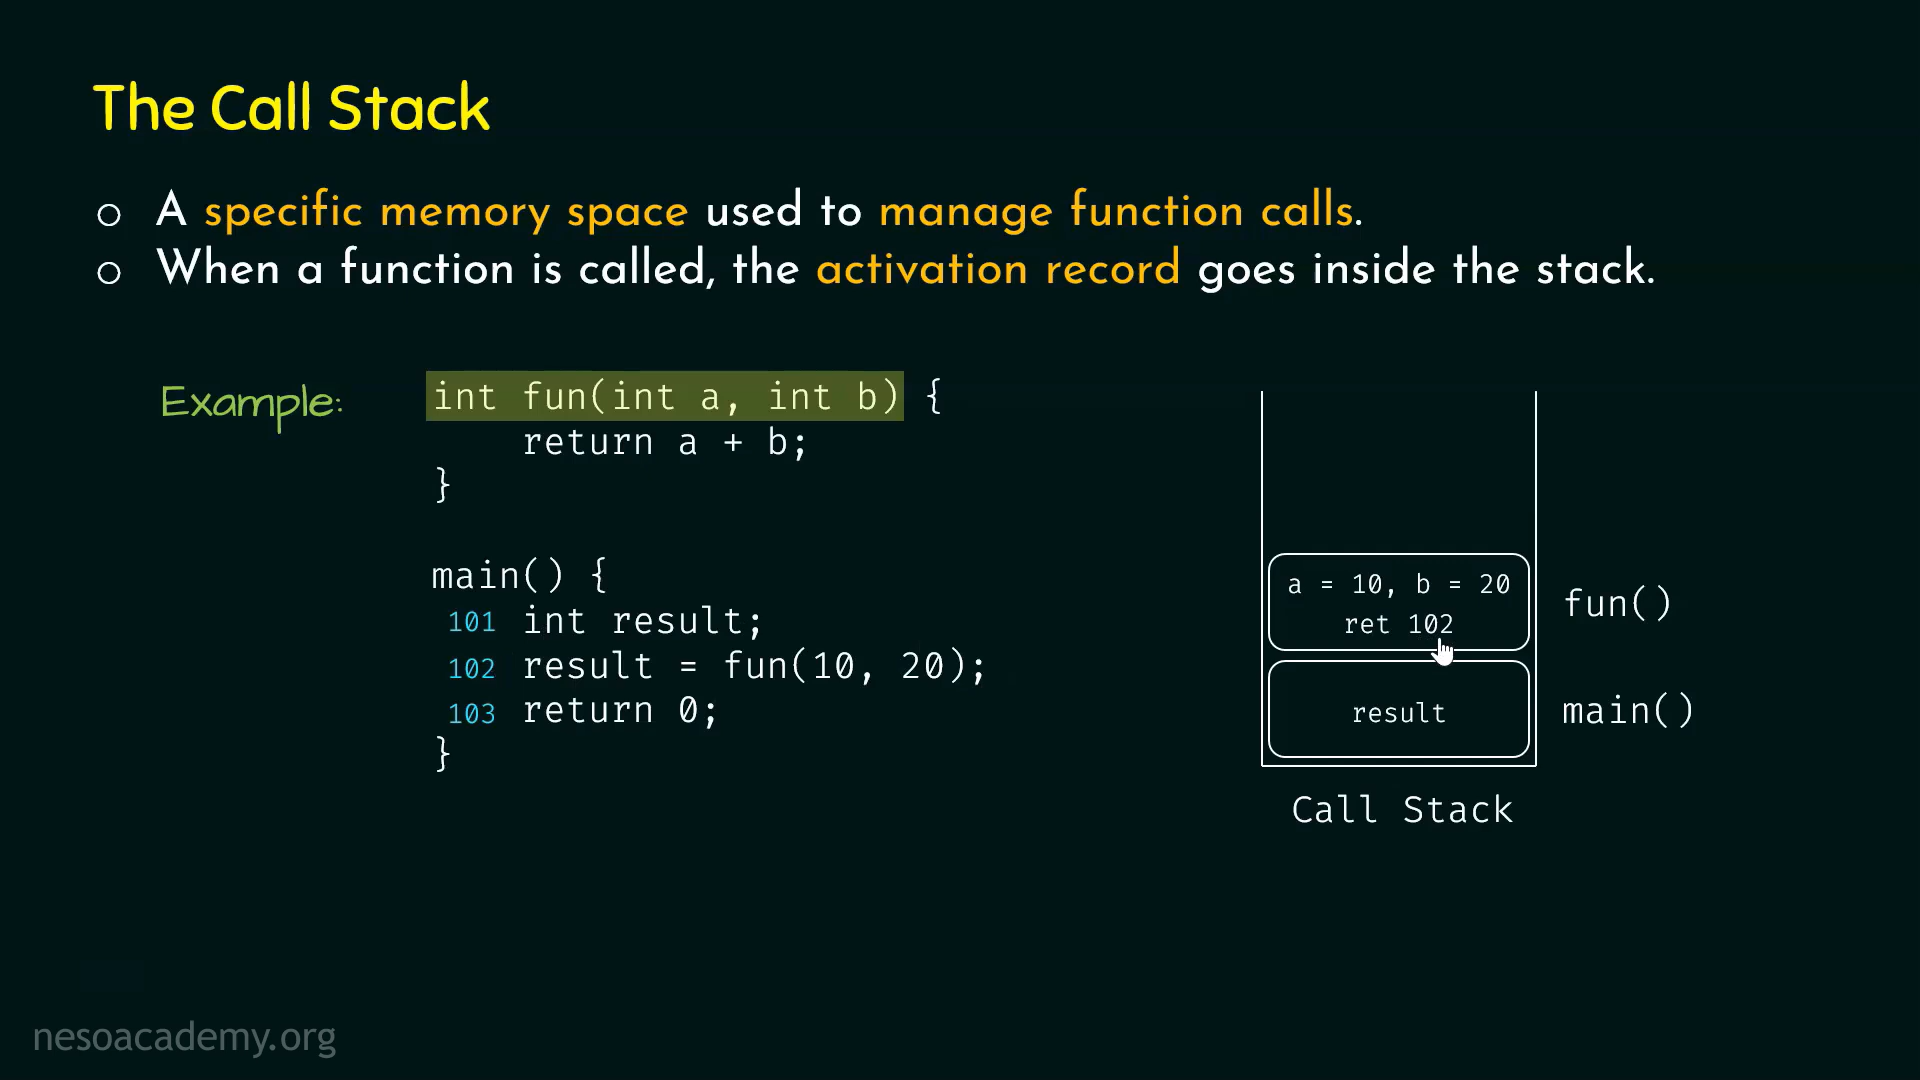 The Call Stack
○ A specific memory space used to manage function calls.
○ When a function is called, the activation record goes inside the stack.
Example:
int fun(int a, int b) {
return a + b;
}
main() {
101 int result;
102 result = fun(10, 20);
103 return 0;
}
a = 10, b = 20
ret 102
fun()
result
main()
Call Stack
nesoacademy.org